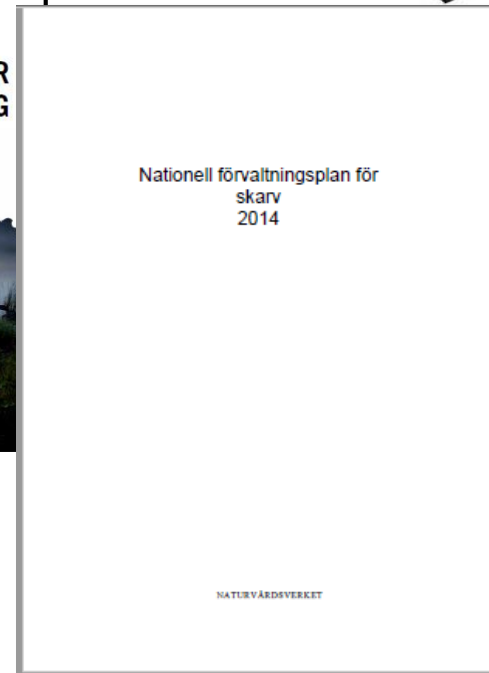 R
G
Nationell förvaltningsplan för
skarv
2014
NATURVÅRDSVERKET